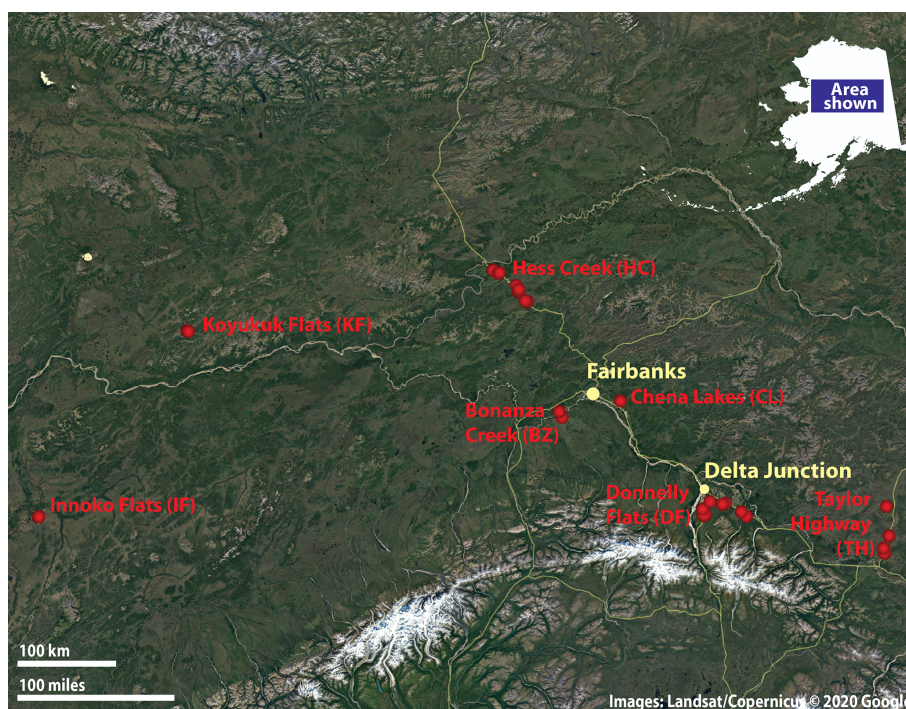 Area
shown
Hess Creek (HC)
Koyukuk Flats (KF)
Fairbanks
Chena Lakes (CL)
Bonanza
Creek (BZ)
Delta Junction
Innoko Flats (IF)
Donnelly
Flats (DF)
Taylor
Highway
(TH)
100 km
100 miles
Images: Landsat/Copernicus © 2020 Google